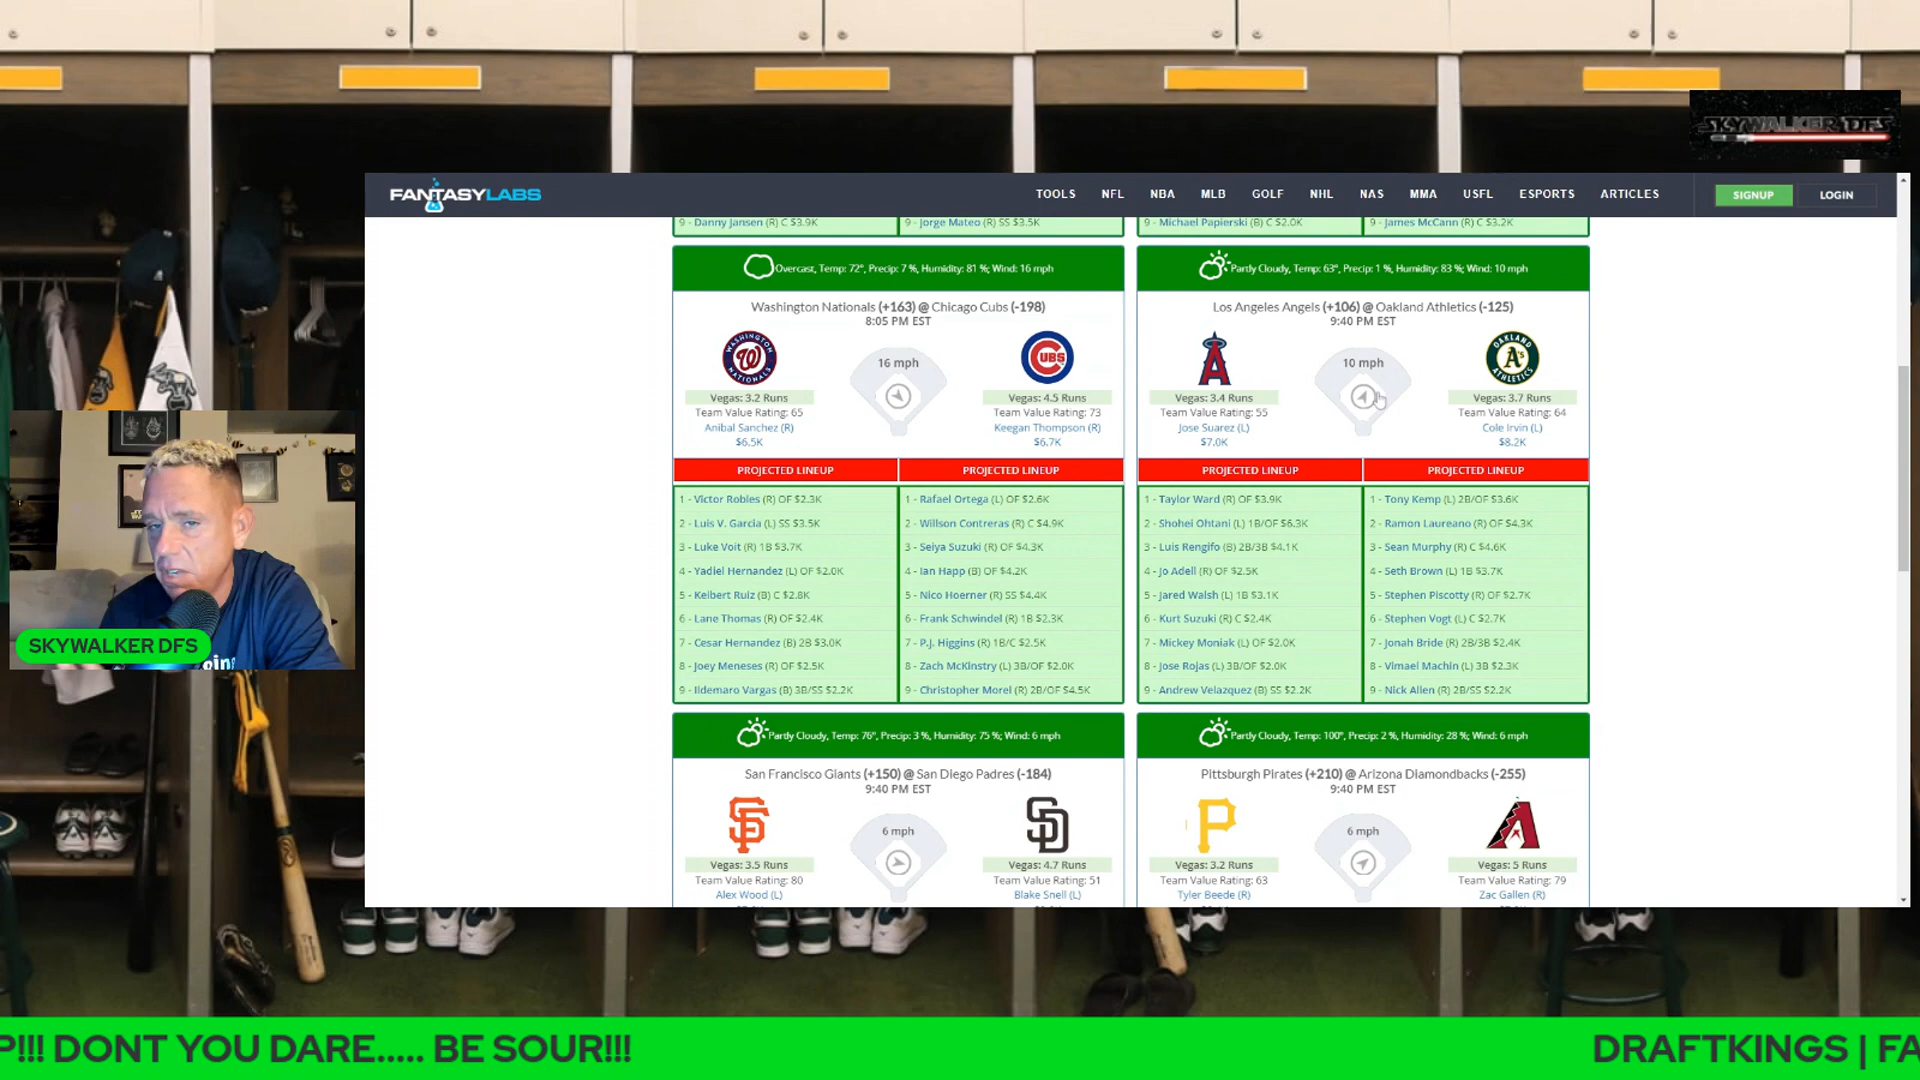 SKYWALKER DFS
FANTASYLABS
TOOLS NFL NBA MLB GOLF NHL NAS MMA USFL ESPORTS ARTICLES SIGNUP LOGIN
9 - Danny Jansen (R) C $3.9K
9 - Jorge Mateo (R) SS $3.5K
9 - Michael Papierski (B) C $2.0K
9 - James McCann (R) C $3.2K
Overcast, Temp: 72°, Precip: 7 %, Humidity: 81 %; Wind: 16 mph
Washington Nationals (+163) @ Chicago Cubs (-198)
8:05 PM EST
16 mph
Vegas: 3.2 Runs
Team Value Rating: 65
Anibal Sanchez (R)
$6.5K
CUBS
Vegas: 4.5 Runs
Team Value Rating: 73
Keegan Thompson (R)
$6.7K
PROJECTED LINEUP
PROJECTED LINEUP
1 - Victor Robles (R) OF $2.3K
2 - Luis V. Garcia (L) SS $3.5K
3 - Luke Voit (R) 1B $3.7K
4 - Yadiel Hernandez (L) OF $2.0K
5 - Keibert Ruiz (B) C $2.8K
6 - Lane Thomas (R) OF $2.4K
7 - Cesar Hernandez (B) 2B $3.0K
8 - Joey Meneses (R) OF $2.5K
9 - Ildemaro Vargas (B) 3B/SS $2.2K
1 - Rafael Ortega (L) OF $2.6K
2 - Willson Contreras (R) C $4.9K
3 - Seiya Suzuki (R) OF $4.3K
4 - Ian Happ (B) OF $4.2K
5 - Nico Hoerner (R) SS $4.4K
6 - Frank Schwindel (R) 1B $2.3K
7 - P.J. Higgins (R) 1B/C $2.5K
8 - Zach McKinstry (L) 3B/OF $2.0K
9 - Christopher Morel (R) 2B/OF $4.5K
Partly Cloudy, Temp: 63°, Precip: 1 %, Humidity: 83 %; Wind: 10 mph
Los Angeles Angels (+106) @ Oakland Athletics (-125)
9:40 PM EST
10 mph
Vegas: 3.4 Runs
Team Value Rating: 55
Jose Suarez (L)
$7.0K
Vegas: 3.7 Runs
Team Value Rating: 64
Cole Irvin (L)
$8.2K
PROJECTED LINEUP
PROJECTED LINEUP
1 - Taylor Ward (R) OF $3.9K
2 - Shohei Ohtani (L) 1B/OF $6.3K
3 - Luis Rengifo (B) 2B/3B $4.1K
4 - Jo Adell (R) OF $2.5K
5 - Jared Walsh (L) 1B $3.1K
6 - Kurt Suzuki (R) C $2.4K
7 - Mickey Moniak (L) OF $2.0K
8 - Jose Rojas (L) 3B/OF $2.0K
9 - Andrew Velazquez (B) SS $2.2K
1 - Tony Kemp (L) 2B/OF $3.6K
2 - Ramon Laureano (R) OF $4.3K
3 - Sean Murphy (R) C $4.6K
4 - Seth Brown (L) 1B $3.7K
5 - Stephen Piscotty (R) OF $2.7K
6 - Stephen Vogt (L) C $2.7K
7 - Jonah Bride (R) 2B/3B $2.4K
8 - Vimael Machin (L) 3B $2.3K
9 - Nick Allen (R) 2B/SS $2.2K
Partly Cloudy, Temp: 76°, Precip: 3 %, Humidity: 75 %; Wind: 6 mph
San Francisco Giants (+150) @ San Diego Padres (-184)
9:40 PM EST
6 mph
Vegas: 3.5 Runs
Team Value Rating: 80
Alex Wood (L)
Vegas: 4.7 Runs
Team Value Rating: 51
Blake Snell (L)
Partly Cloudy, Temp: 100°, Precip: 2 %, Humidity: 28 %; Wind: 6 mph
Pittsburgh Pirates (+210) @ Arizona Diamondbacks (-255)
9:40 PM EST
6 mph
Vegas: 3.2 Runs
Team Value Rating: 63
Tyler Beede (R)
Vegas: 5 Runs
Team Value Rating: 79
Zac Gallen (R)
SKYWALKER DFS
P!!! DONT YOU DARE..... BE SOUR!!!
DRAFTKINGS | FA